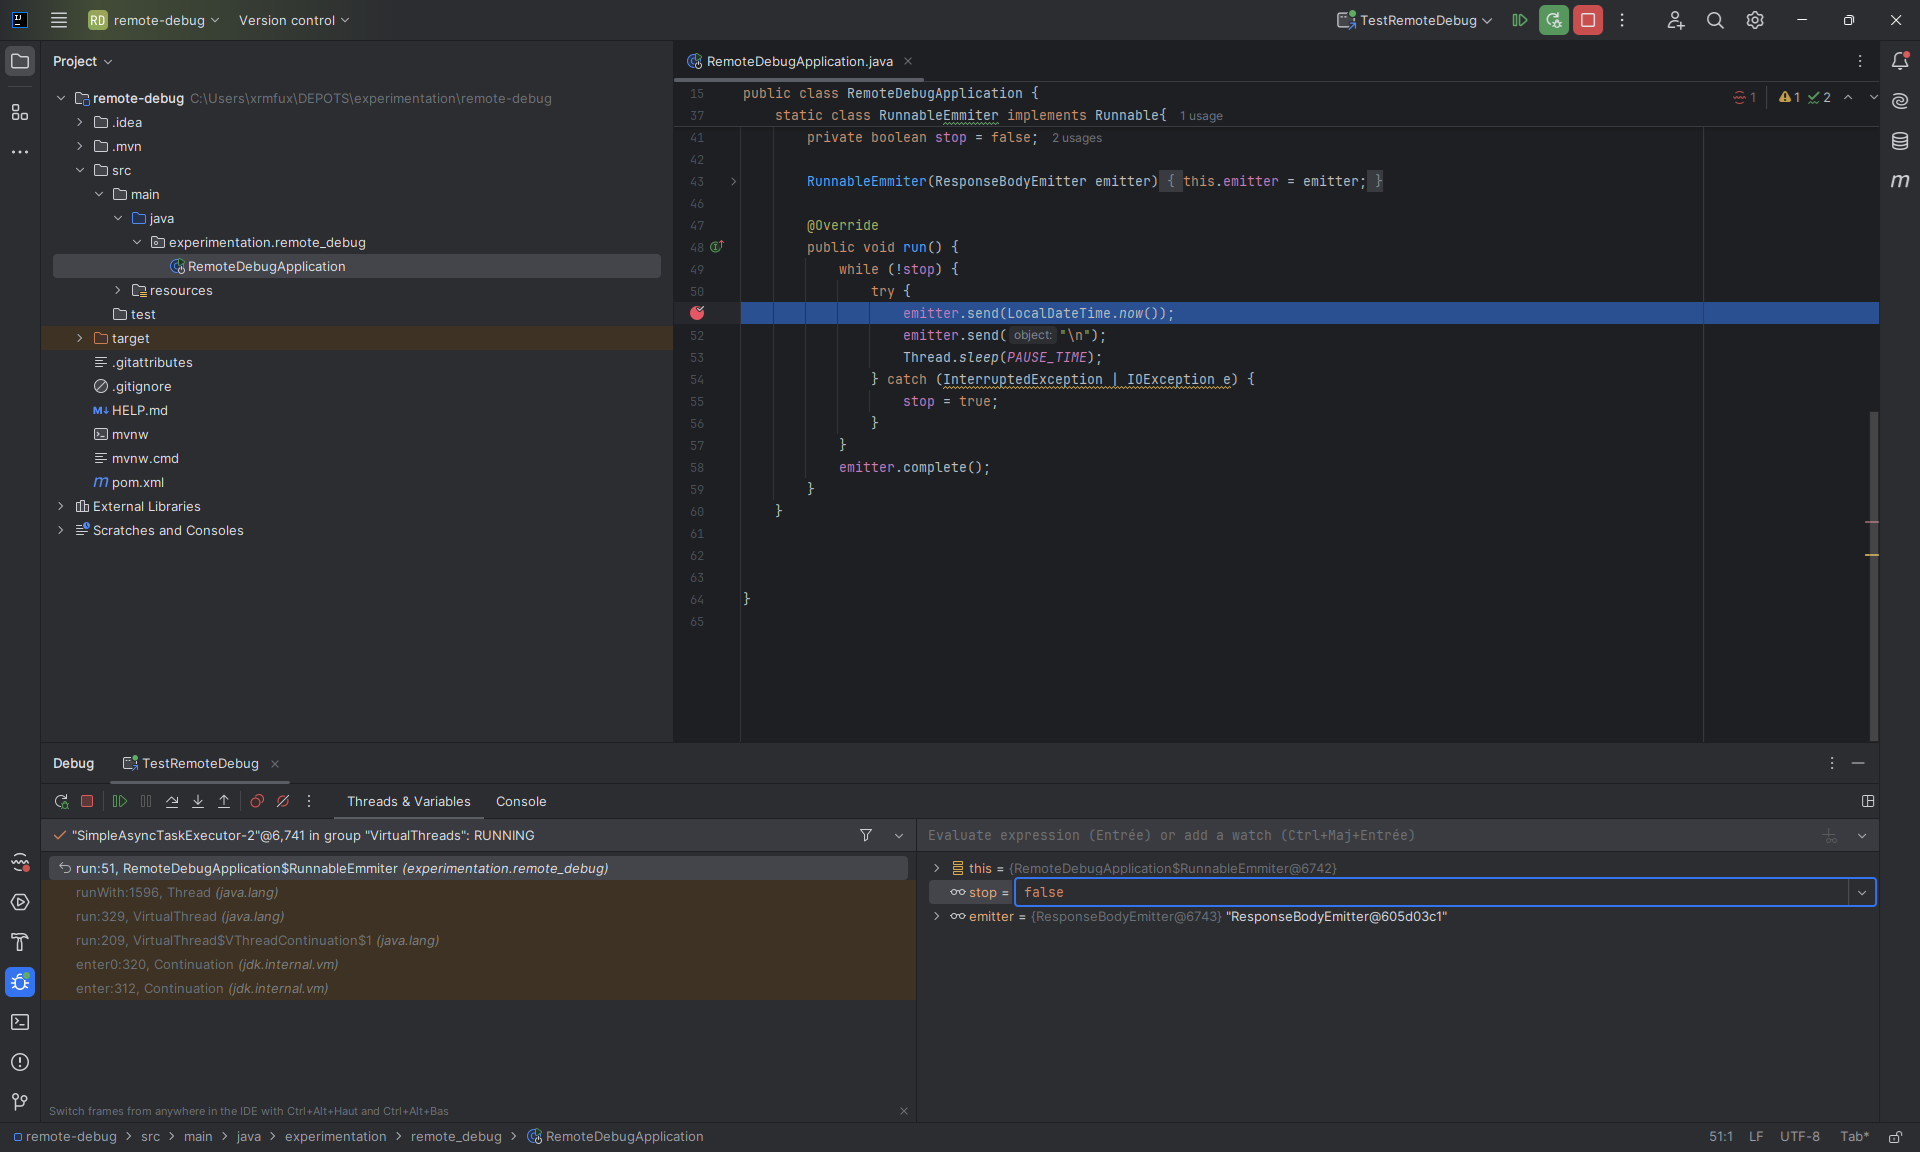 RD remote-debug Version control
TestRemoteDebug
Project
remote-debug C:\Users\xrmfux\DEPOTS\experimentation\remote-debug
.idea
.mvn
src
main
java
experimentation.remote_debug
RemoteDebugApplication
resources
test
target
.gitattributes
.gitignore
M↓ HELP.md
mvnw
mvnw.cmd
m pom.xml
External Libraries
Scratches and Consoles
RemoteDebugApplication.java
1 1 2
15 public class RemoteDebugApplication {
37 static class RunnableEmmiter implements Runnable{ 1 usage
41 private boolean stop = false; 2 usages
42
43 RunnableEmmiter(ResponseBodyEmitter emitter) { this.emitter = emitter; }
46
47 @Override
48 public void run() {
49 while (!stop) {
50 try {
emitter.send(LocalDateTime.now());
52 emitter.send( object: "\n");
53 Thread.sleep(PAUSE_TIME);
54 } catch (InterruptedException | IOException e) {
55 stop = true;
56 }
57 }
58 emitter.complete();
59 }
60 }
61
62
63
64 }
65
m
Debug TestRemoteDebug
Threads & Variables Console
"SimpleAsyncTaskExecutor-2"@6,741 in group "VirtualThreads": RUNNING
run:51, RemoteDebugApplication$RunnableEmmiter (experimentation.remote_debug)
runWith:1596, Thread (java.lang)
run:329, VirtualThread (java.lang)
run:209, VirtualThread$VThreadContinuation$1 (java.lang)
enter0:320, Continuation (jdk.internal.vm)
enter:312, Continuation (jdk.internal.vm)
Switch frames from anywhere in the IDE with Ctrl+Alt+Haut and Ctrl+Alt+Bas
Evaluate expression (Entrée) or add a watch (Ctrl+Maj+Entrée)
this = {RemoteDebugApplication$RunnableEmmiter@6742}
stop = false
emitter = {ResponseBodyEmitter@6743} "ResponseBodyEmitter@605d03c1"
remote-debug > src > main > java > experimentation > remote_debug > RemoteDebugApplication
51:1 LF UTF-8 Tab*